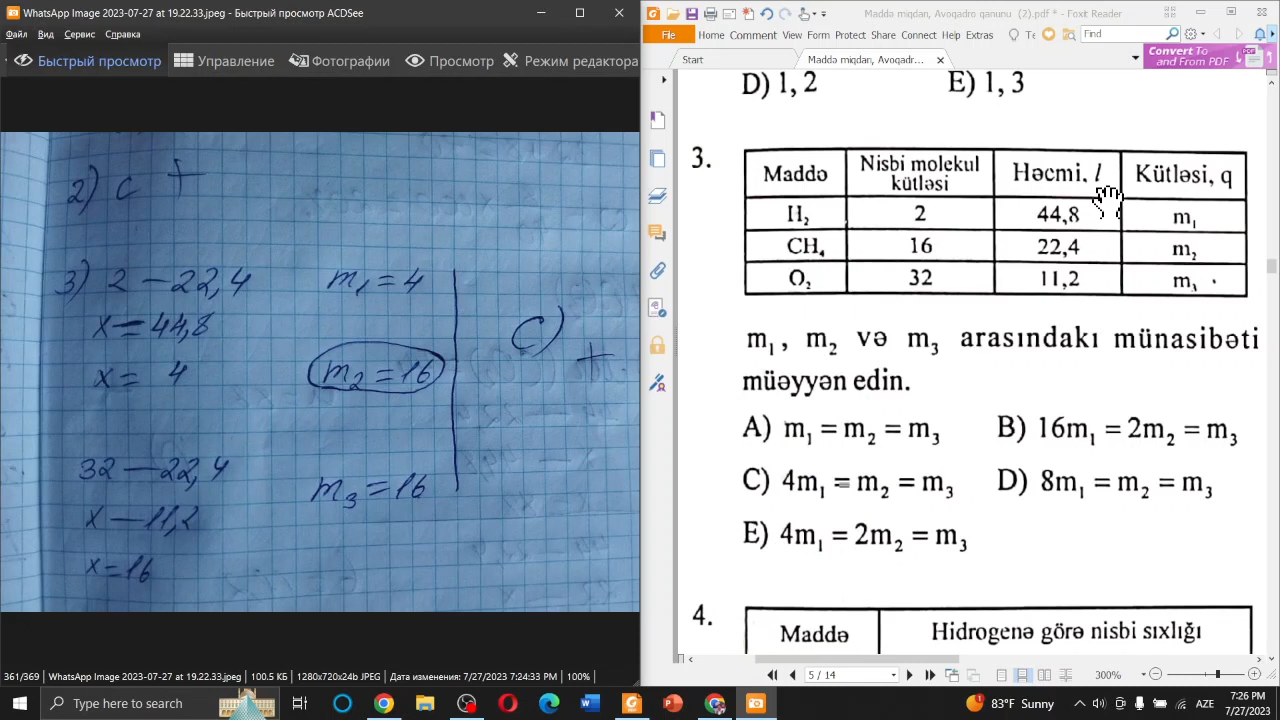 WhatsApp Image 2023-07-27 at 19.22.33.jpeg - Быстрый просмотр ACDSee
Файл Вид Сервис Справка
Быстрый просмотр Управление Фотографии Просмотр Режим редактора
2) C +
3) 2 — 22,4
x — 44,8
x = 4
32 — 22,4
x — 11,2
x = 16
m₁ = 4
m₂ = 16
m₃ = 16
C) +
361/369
WhatsApp Image 2023-07-27 at 19.22.33.jpeg
Дата изменения: 7/27/2023 7:24:33 PM
100%
Maddə miqdarı, Avoqadro qanunu (2).pdf * - Foxit Reader
File Home Comment View Form Protect Share Connect Help Extras Find
Start Maddə miqdarı, Avoqadr...
Convert To
and From PDF
D) 1, 2 E) 1, 3
3.
Maddə Nisbi molekul kütləsi Həcmi, l Kütləsi, q
H₂ 2 44,8 m₁
CH₄ 16 22,4 m₂
O₂ 32 11,2 m₃
m₁, m₂ və m₃ arasındakı münasibəti
müəyyən edin.
A) m₁ = m₂ = m₃ B) 16m₁ = 2m₂ = m₃
C) 4m₁ = m₂ = m₃ D) 8m₁ = m₂ = m₃
E) 4m₁ = 2m₂ = m₃
4.
Maddə Hidrogenə görə nisbi sıxlığı
5 / 14 300%
Type here to search
83°F Sunny AZE
7:26 PM
7/27/2023